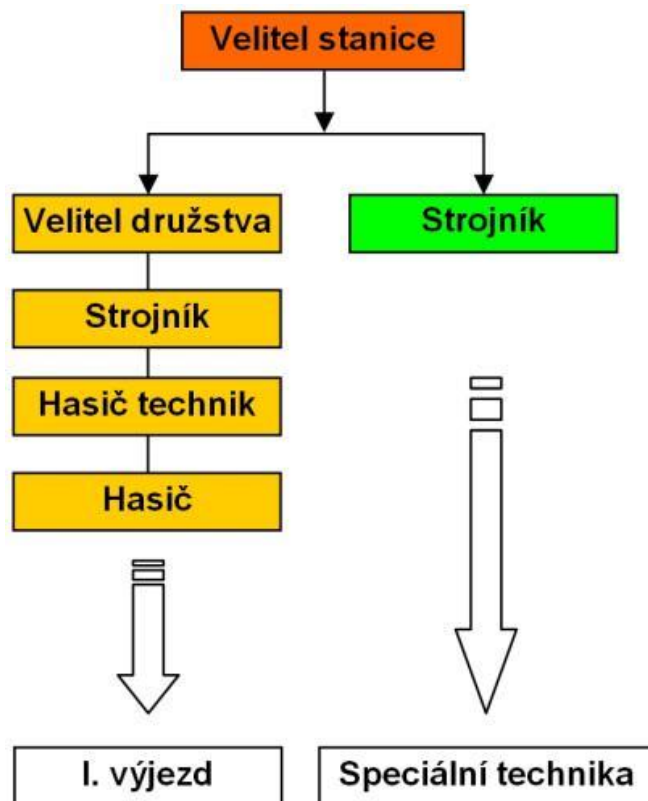 Velitel stanice
Velitel družstva
Strojník
Strojník
Hasič technik
Hasič
I. výjezd
Speciální technika